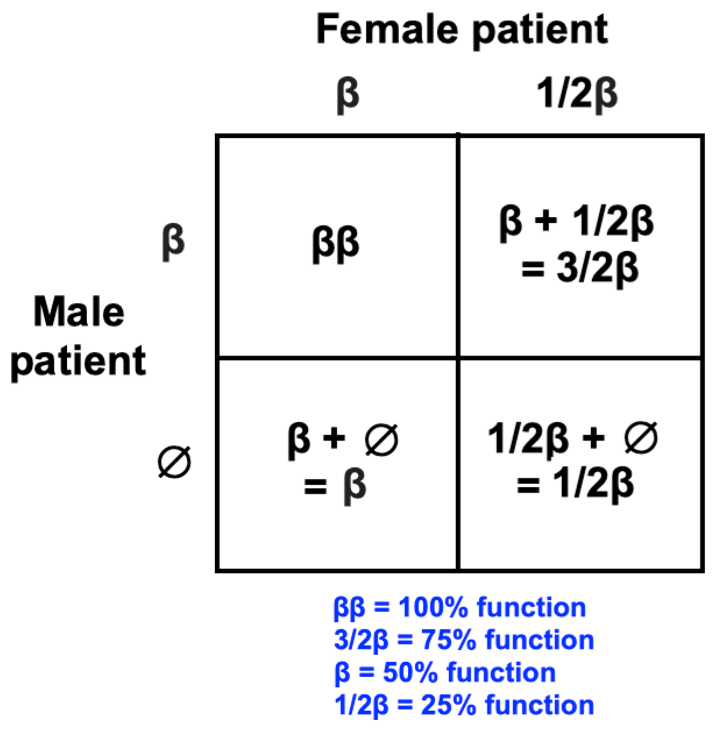 Female patient
β 1/2β
β ββ β + 1/2β
= 3/2β
Male
patient
∅ β + ∅ 1/2β + ∅
= β = 1/2β
ββ = 100% function
3/2β = 75% function
β = 50% function
1/2β = 25% function